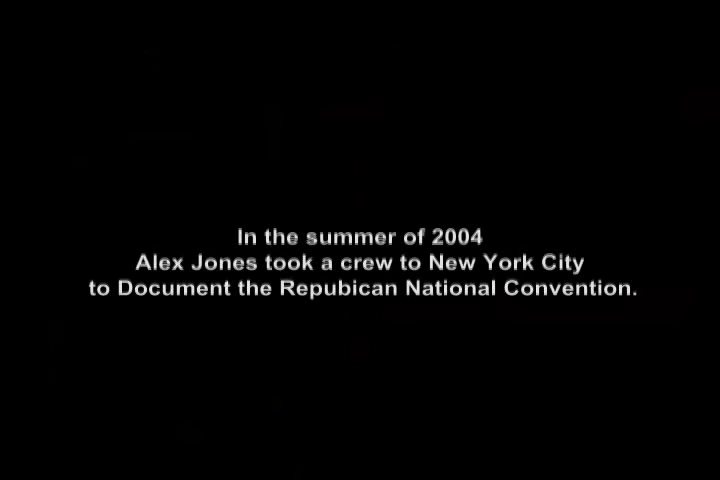 In the summer of 2004
Alex Jones took a crew to New York City
to Document the Repubican National Convention.